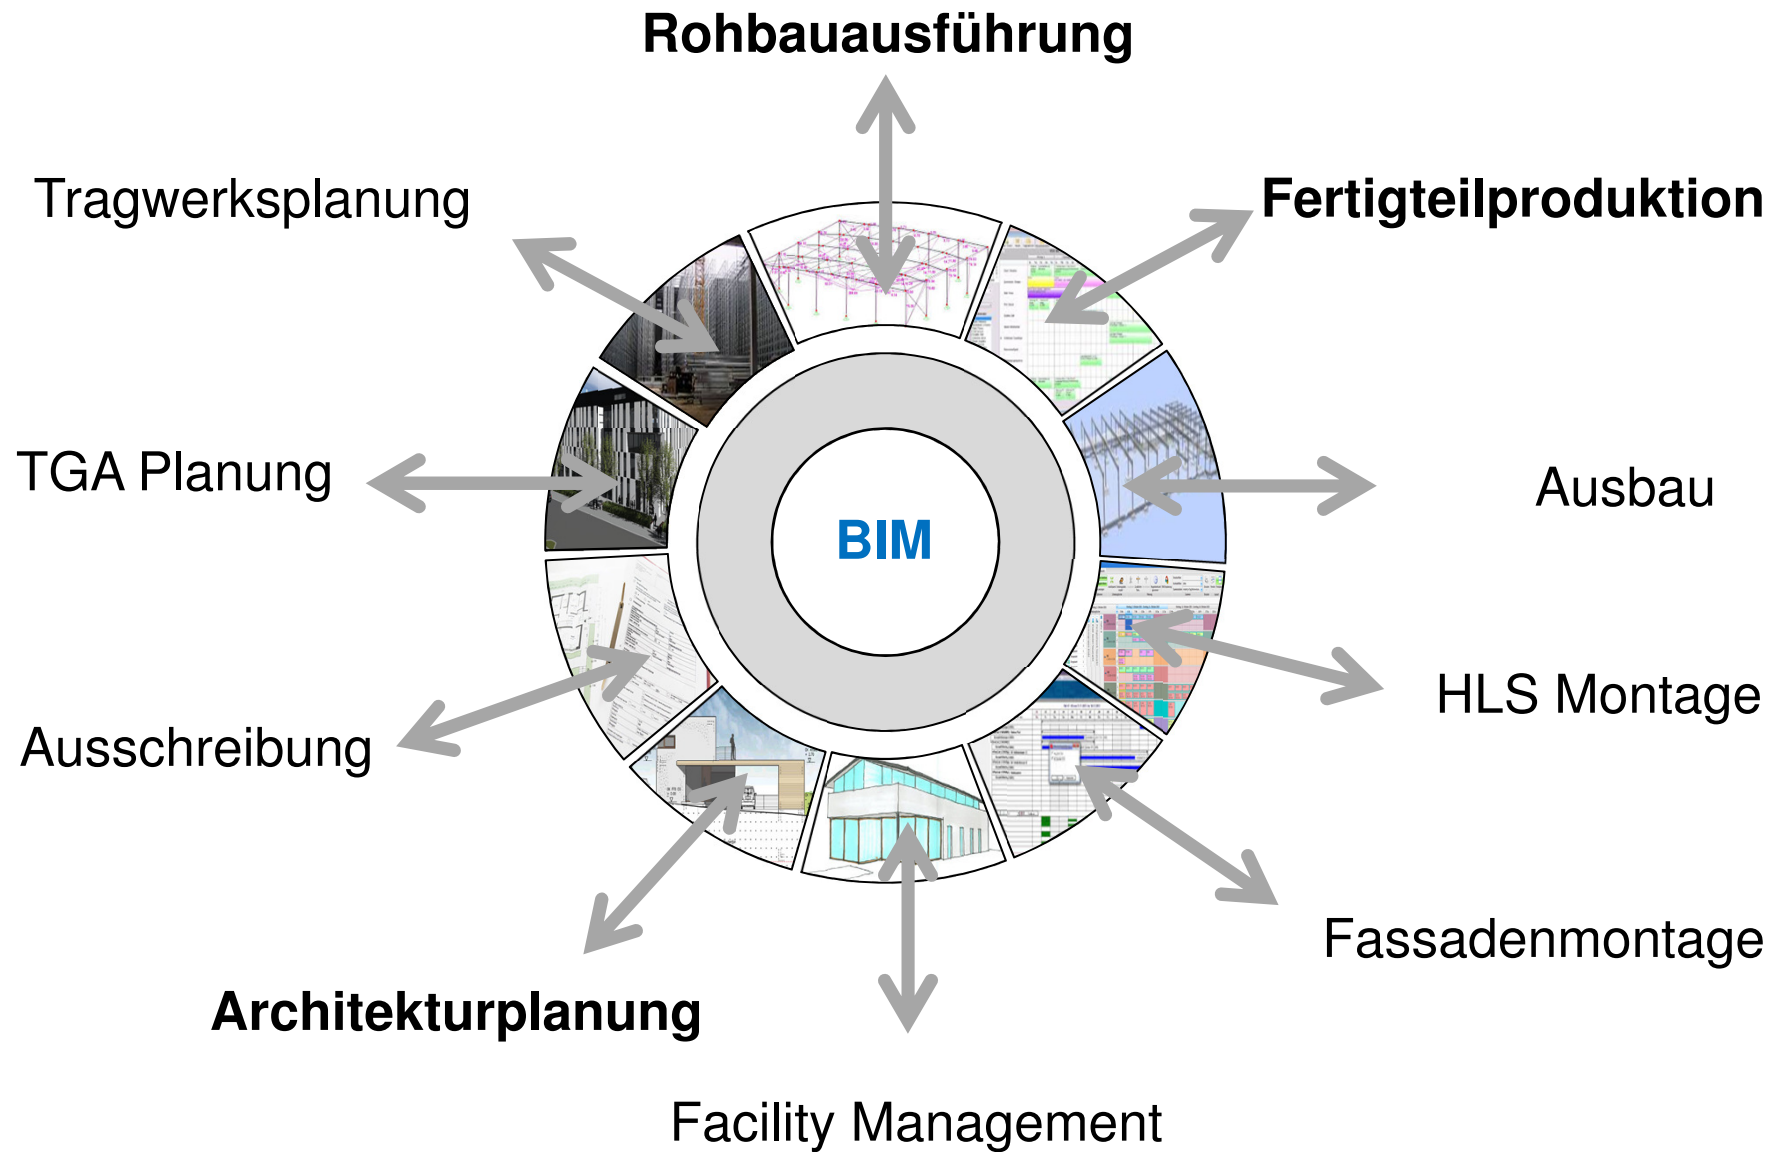 Rohbauausführung
Tragwerksplanung
Fertigteilproduktion
TGA Planung
Ausbau
BIM
HLS Montage
Ausschreibung
Fassadenmontage
Architekturplanung
Facility Management